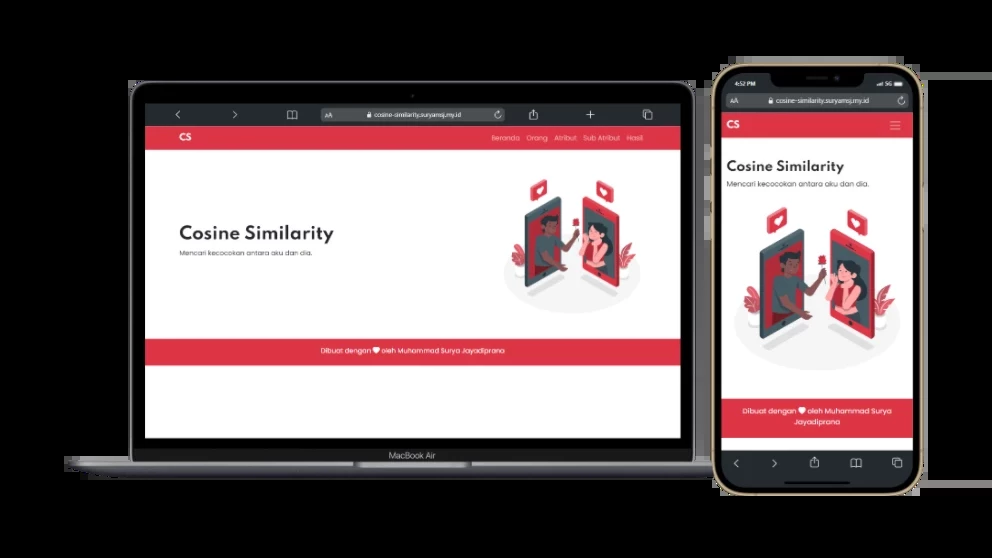 cosine-similarity.suryamsj.my.id
CS
Beranda Orang Atribut Sub Atribut Hasil
Cosine Similarity
Mencari kecocokan antara aku dan dia.
Dibuat dengan oleh Muhammad Surya Jayadiprana
MacBook Air
4:52 PM 5G
AA cosine-similarity.suryamsj.my.id
CS
Cosine Similarity
Mencari kecocokan antara aku dan dia.
Dibuat dengan oleh Muhammad Surya
Jayadiprana